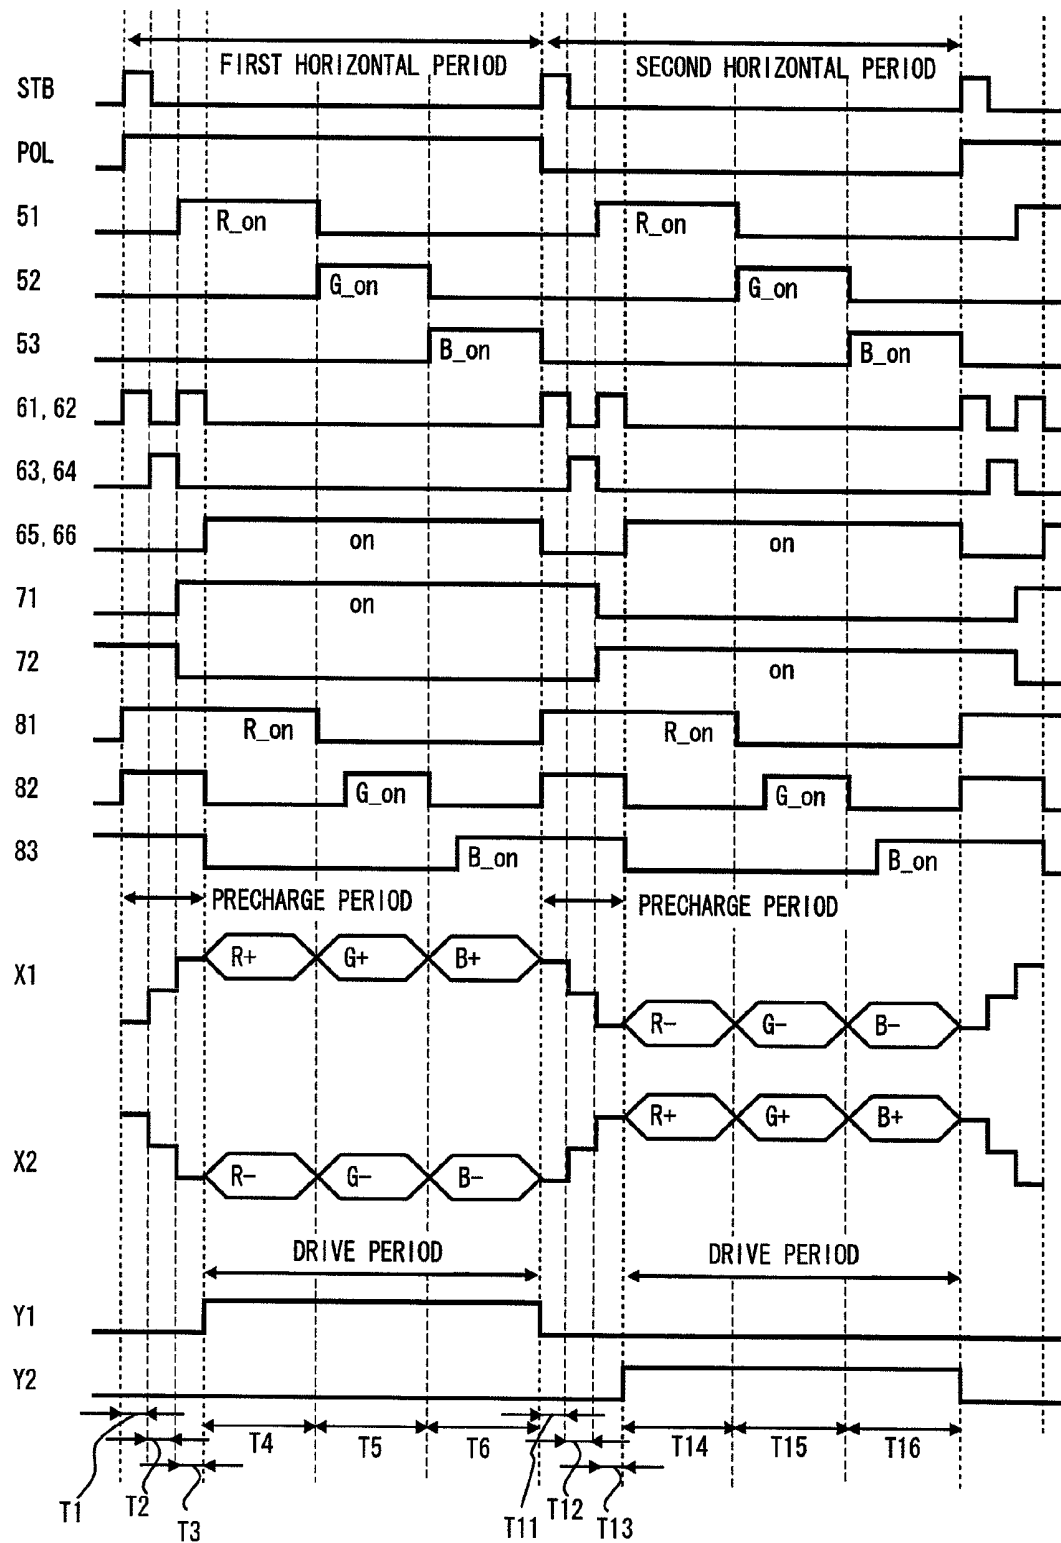 FIRST HORIZONTAL PERIOD SECOND HORIZONTAL PERIOD
STB
POL
51 R_on R_on
52 G_on G_on
53 B_on B_on
61, 62
63, 64
65, 66 on on
71 on
72 on
81 R_on R_on
82 G_on G_on
83 B_on B_on
PRECHARGE PERIOD PRECHARGE PERIOD
X1 R+ G+ B+ R- G- B-
X2 R- G- B- R+ G+ B+
DRIVE PERIOD DRIVE PERIOD
Y1
Y2
T4 T5 T6 T14 T15 T16
T1 T2 T3 T11 T12 T13